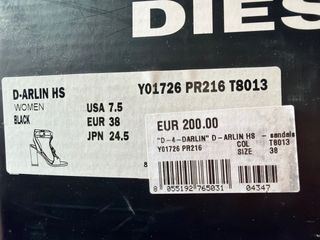 DIES
D-ARLIN HS
WOMEN
BLACK
USA 7.5
EUR 38
JPN 24.5
Y01726 PR216 T8013
EUR 200.00
"D-4-DARLIN" D-ARLIN HS - sandals
Y01726 PR216
COL T8013
SIZE 38
8 055192 765031
04347
8